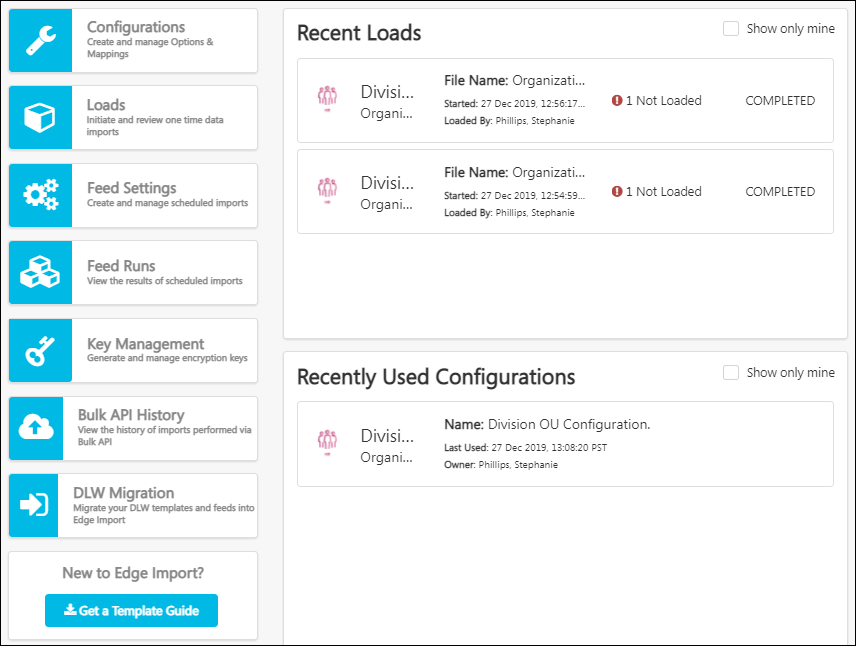 Configurations
Create and manage Options &
Mappings
Loads
Initiate and review one time data
imports
Feed Settings
Create and manage scheduled imports
Feed Runs
View the results of scheduled imports
Key Management
Generate and manage encryption keys
Bulk API History
View the history of imports performed via
Bulk API
DLW Migration
Migrate your DLW templates and feeds into
Edge Import
New to Edge Import?
Get a Template Guide
Recent Loads
Show only mine
Divisi...
Organi...
File Name: Organizati...
Started: 27 Dec 2019, 12:56:17...
Loaded By: Phillips, Stephanie
1 Not Loaded
COMPLETED
Divisi...
Organi...
File Name: Organizati...
Started: 27 Dec 2019, 12:54:59...
Loaded By: Phillips, Stephanie
1 Not Loaded
COMPLETED
Recently Used Configurations
Show only mine
Divisi...
Organi...
Name: Division OU Configuration.
Last Used: 27 Dec 2019, 13:08:20 PST
Owner: Phillips, Stephanie